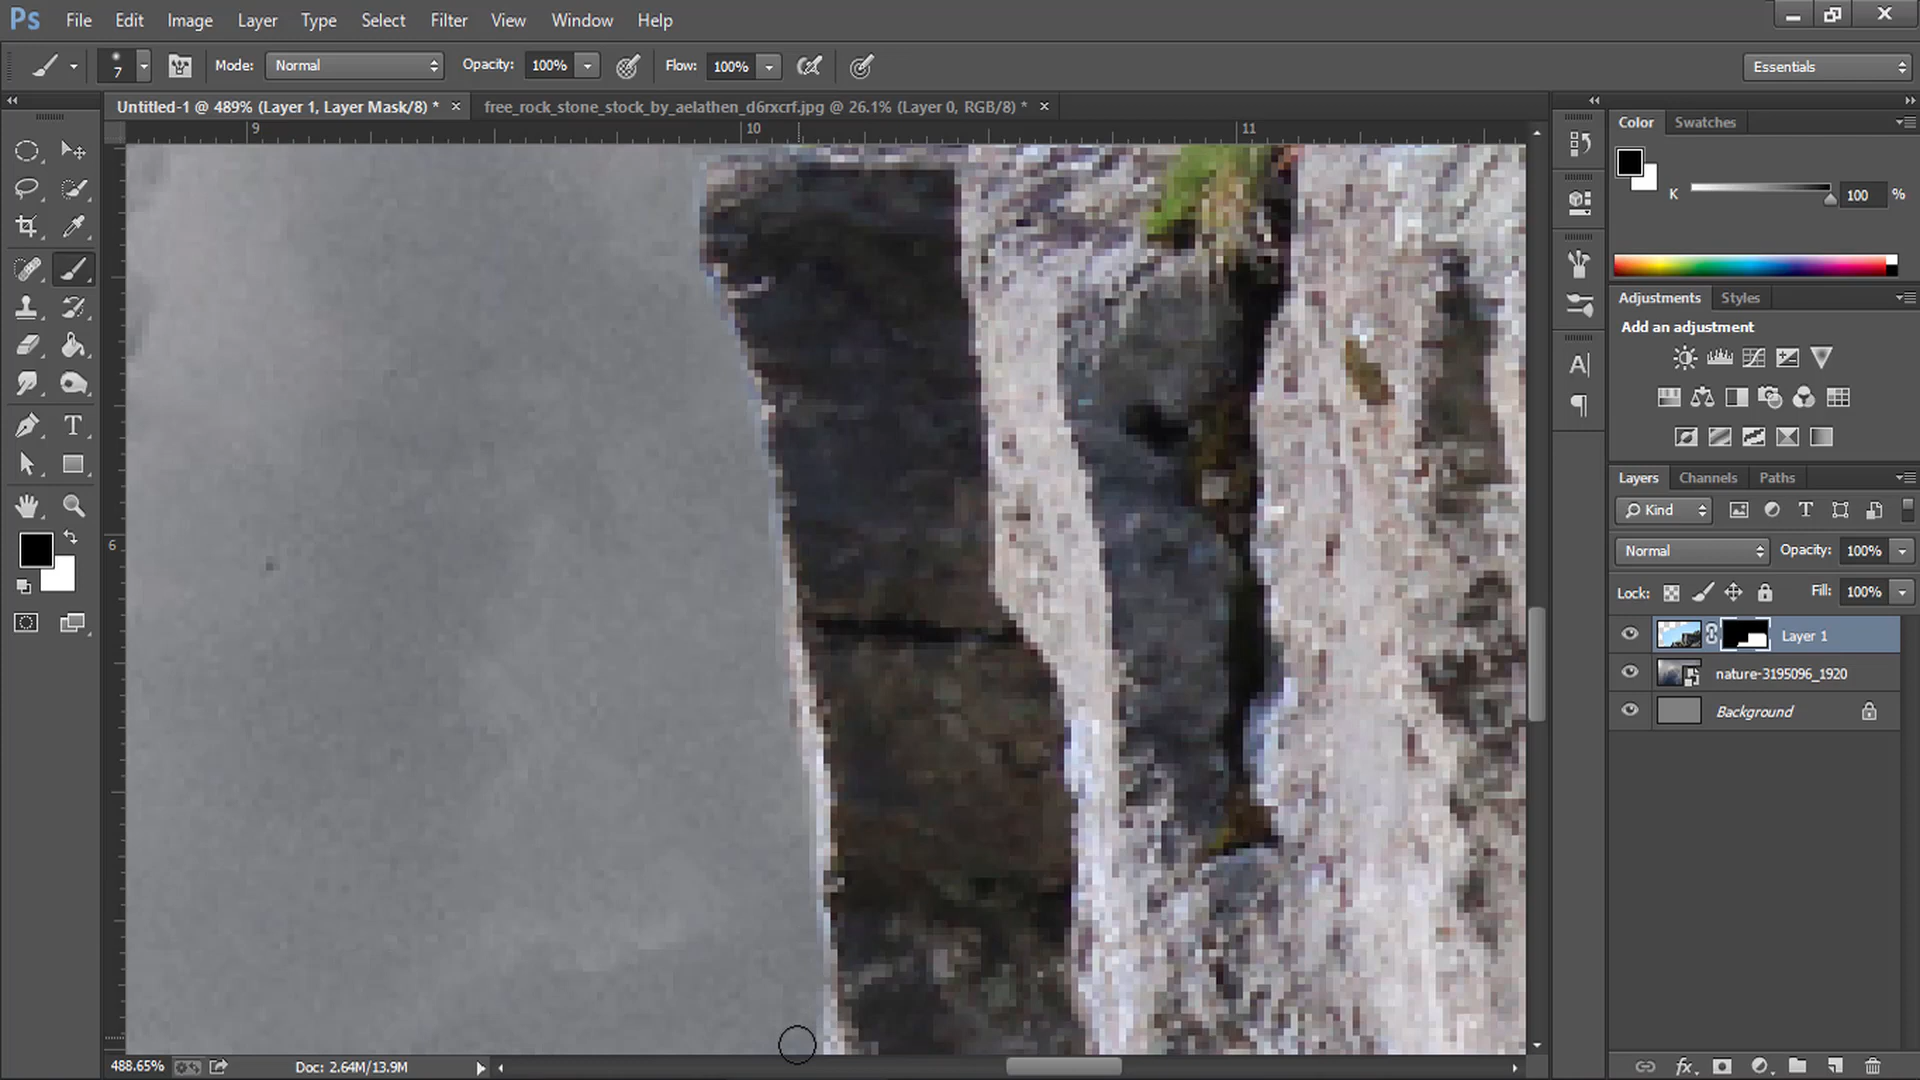 Ps File Edit Image Layer Type Select Filter View Window Help
7 Mode: Normal Opacity: 100% Flow: 100% Essentials
Untitled-1 @ 489% (Layer 1, Layer Mask/8) * × free_rock_stone_stock_by_aelathen_d6rxcrf.jpg @ 26.1% (Layer 0, RGB/8) * ×
9 10 11
6
Color Swatches
K 100 %
Adjustments Styles
Add an adjustment
Layers Channels Paths
Kind
Normal Opacity: 100%
Lock: Fill: 100%
Layer 1
nature-3195096_1920
Background
488.65% Doc: 2.64M/13.9M